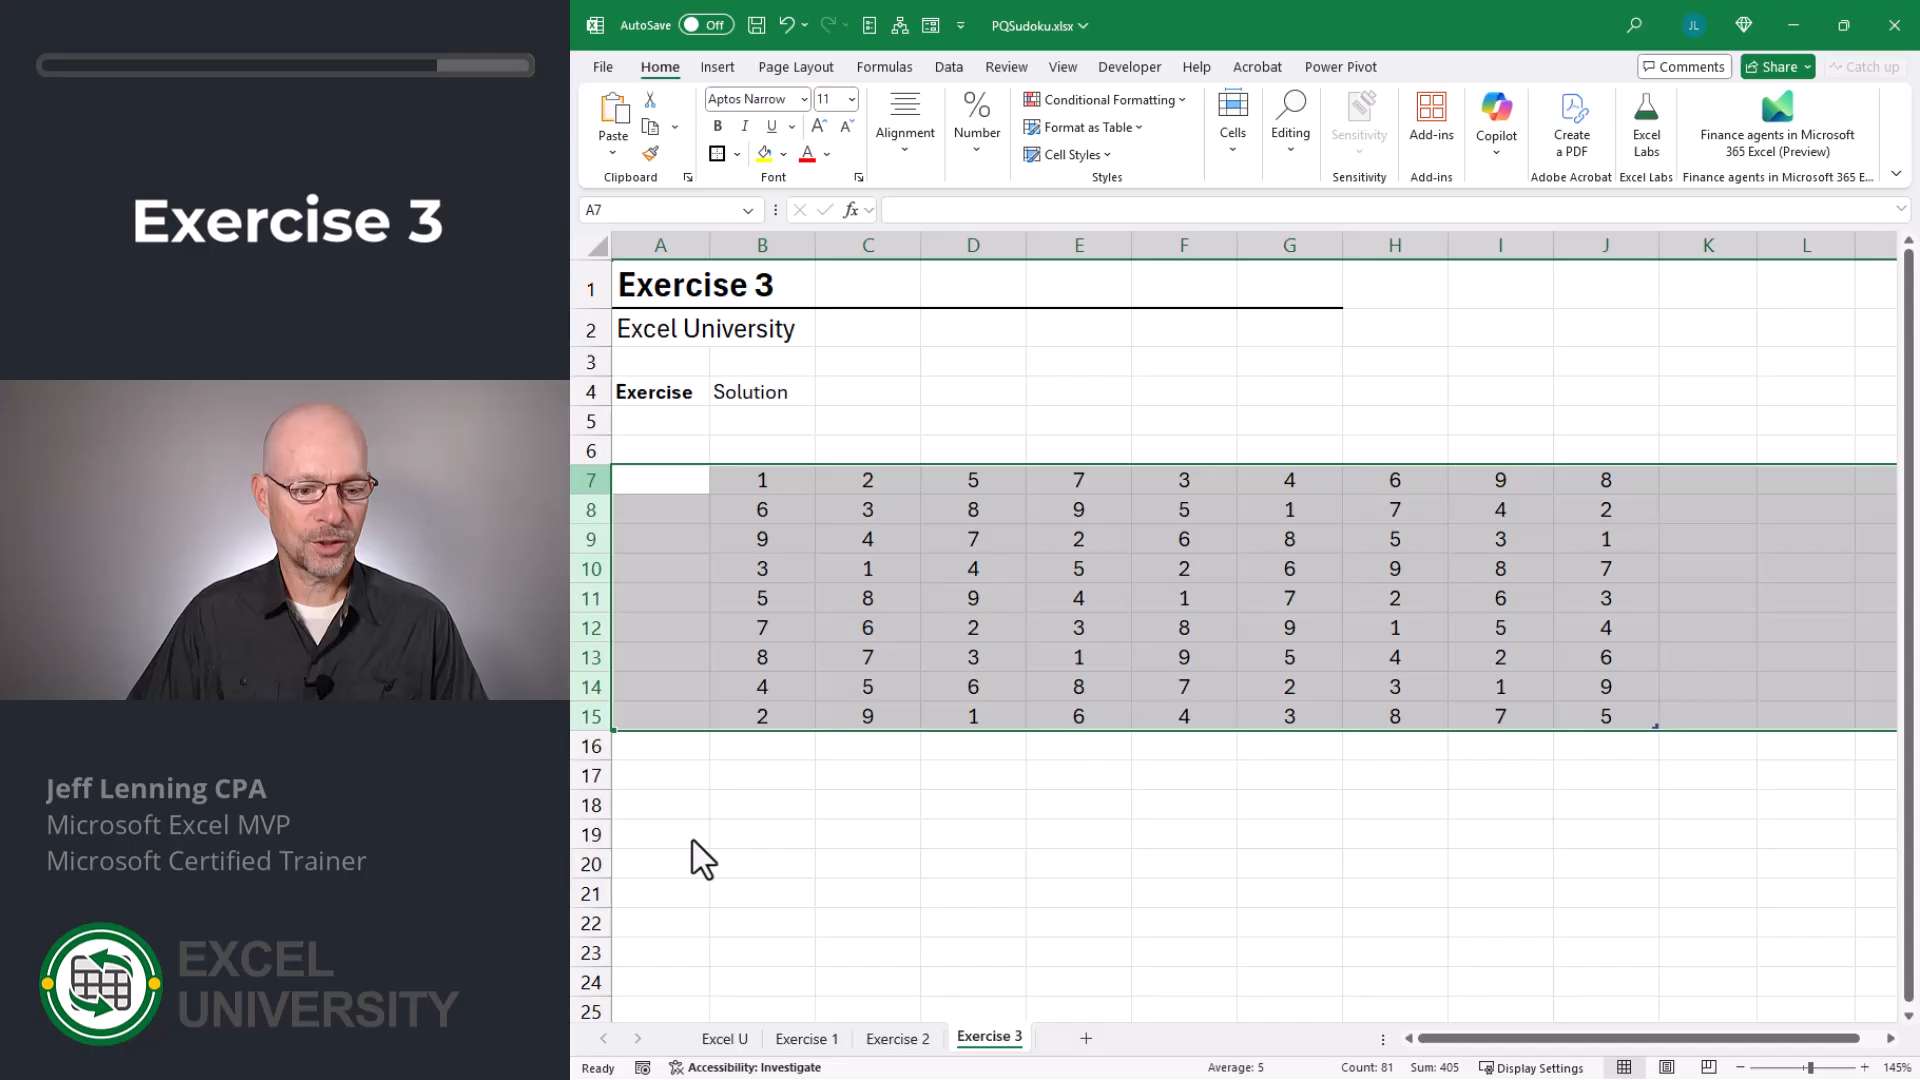 Exercise 3
Jeff Lenning CPA
Microsoft Excel MVP
Microsoft Certified Trainer
EXCEL
UNIVERSITY
AutoSave Off PQSudoku.xlsx JL
File Home Insert Page Layout Formulas Data Review View Developer Help Acrobat Power Pivot Comments Share Catch up
Aptos Narrow 11
Paste
B I U A A A
Alignment
Number
Conditional Formatting
Format as Table
Cell Styles
Cells
Editing
Sensitivity
Add-ins
Copilot
Create
a PDF
Excel
Labs
Finance agents in Microsoft
365 Excel (Preview)
Clipboard Font Styles Sensitivity Add-ins Adobe Acrobat Excel Labs Finance agents in Microsoft 365 E...
A7 fx
A B C D E F G H I J K L
1 Exercise 3
2 Excel University
3
4 Exercise Solution
5
6
7 1 2 5 7 3 4 6 9 8
8 6 3 8 9 5 1 7 4 2
9 9 4 7 2 6 8 5 3 1
10 3 1 4 5 2 6 9 8 7
11 5 8 9 4 1 7 2 6 3
12 7 6 2 3 8 9 1 5 4
13 8 7 3 1 9 5 4 2 6
14 4 5 6 8 7 2 3 1 9
15 2 9 1 6 4 3 8 7 5
16
17
18
19
20
21
22
23
24
25
Excel U Exercise 1 Exercise 2 Exercise 3
Ready Accessibility: Investigate Average: 5 Count: 81 Sum: 405 Display Settings 145%